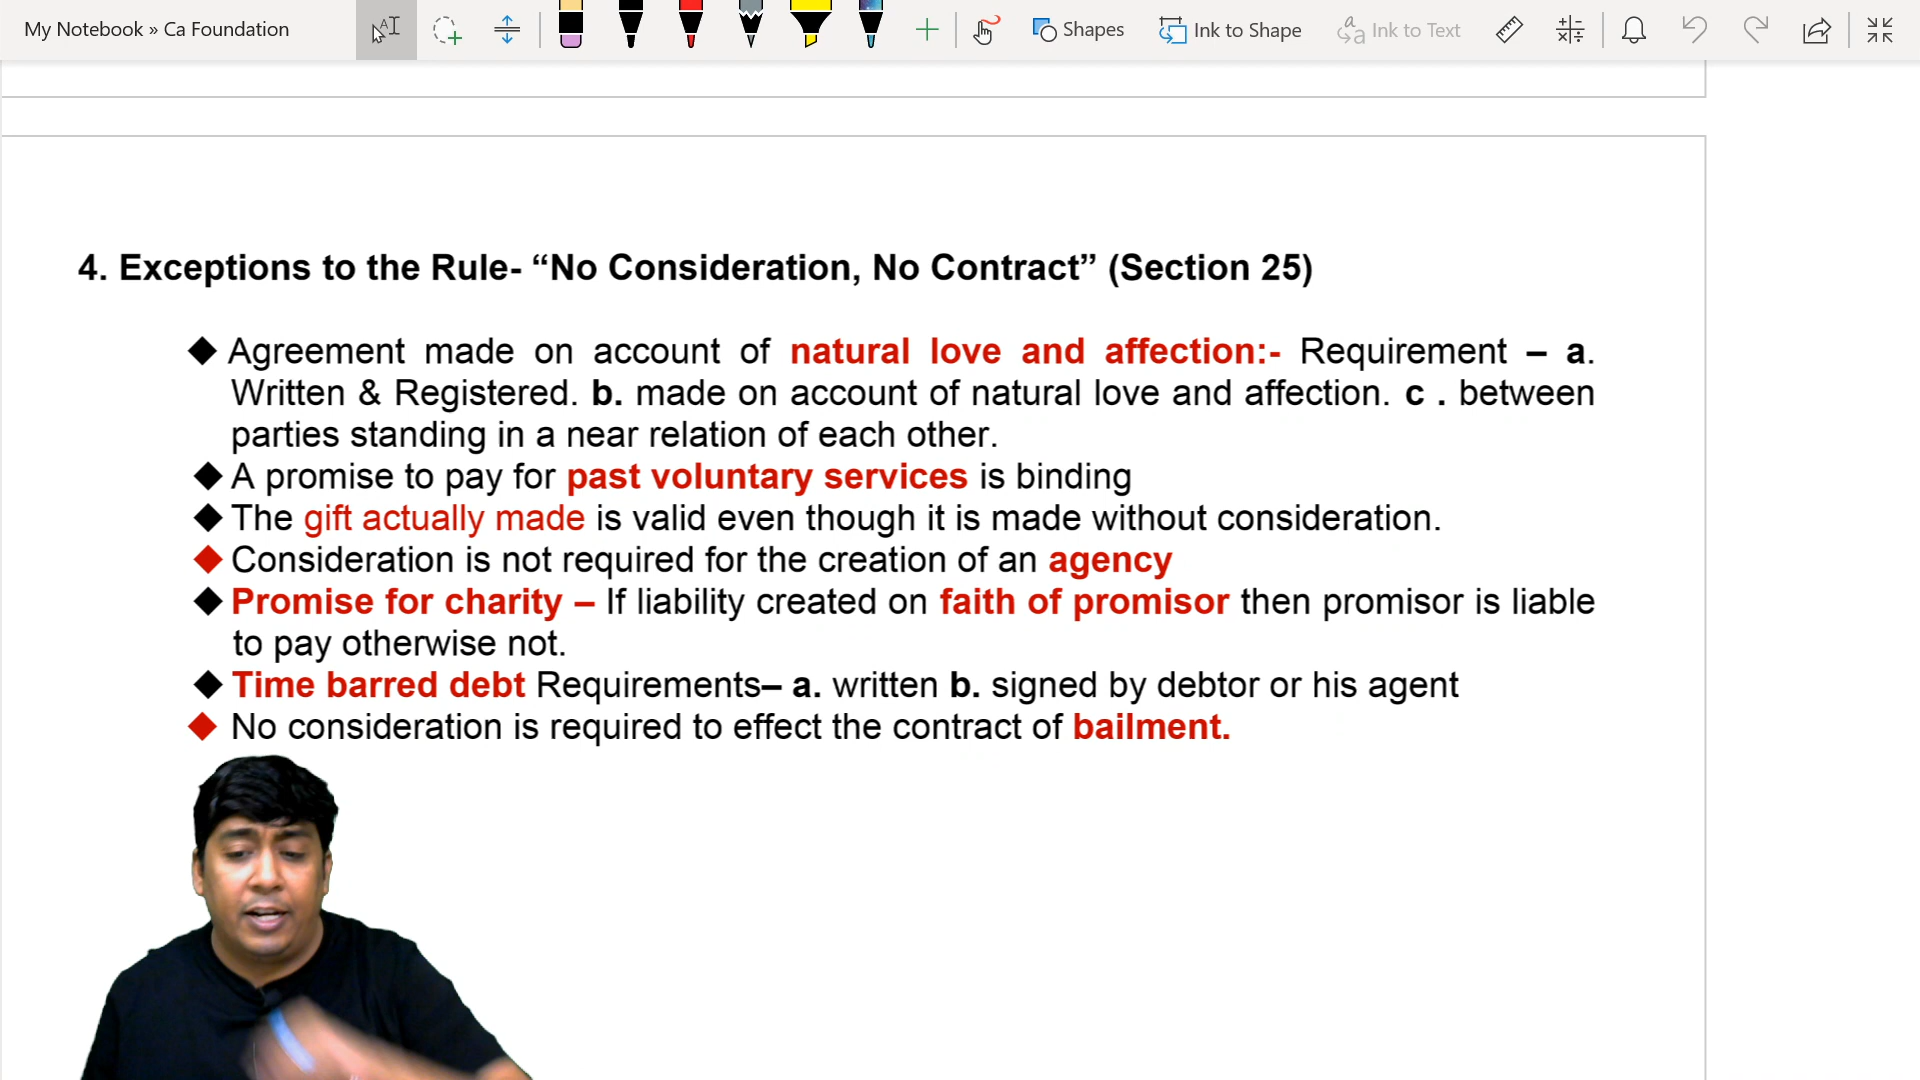 My Notebook » Ca Foundation
Shapes
Ink to Shape
Ink to Text
4. Exceptions to the Rule- “No Consideration, No Contract” (Section 25)
◆ Agreement made on account of natural love and affection:- Requirement – a.
Written & Registered. b. made on account of natural love and affection. c . between
parties standing in a near relation of each other.
◆ A promise to pay for past voluntary services is binding
◆ The gift actually made is valid even though it is made without consideration.
◆ Consideration is not required for the creation of an agency
◆ Promise for charity – If liability created on faith of promisor then promisor is liable
to pay otherwise not.
◆ Time barred debt Requirements– a. written b. signed by debtor or his agent
◆ No consideration is required to effect the contract of bailment.